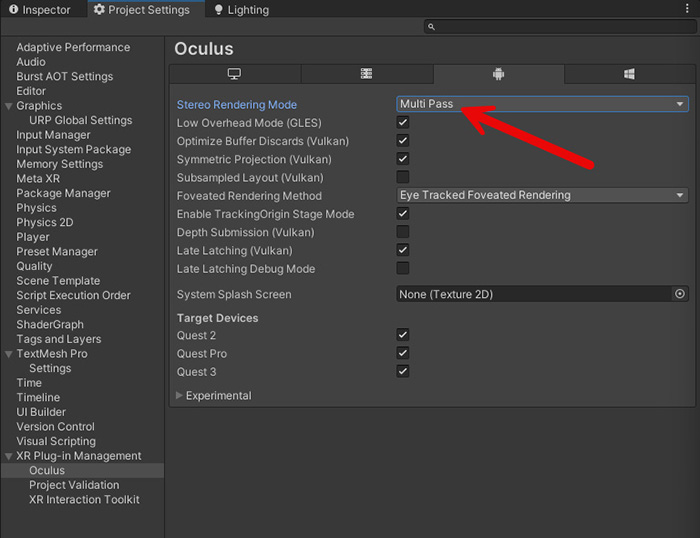 Inspector
Project Settings
Lighting
Adaptive Performance
Audio
Burst AOT Settings
Editor
Graphics
URP Global Settings
Input Manager
Input System Package
Memory Settings
Meta XR
Package Manager
Physics
Physics 2D
Player
Preset Manager
Quality
Scene Template
Script Execution Order
Services
ShaderGraph
Tags and Layers
TextMesh Pro
Settings
Time
Timeline
UI Builder
Version Control
Visual Scripting
XR Plug-in Management
Oculus
Project Validation
XR Interaction Toolkit
Oculus
Stereo Rendering Mode Multi Pass
Low Overhead Mode (GLES)
Optimize Buffer Discards (Vulkan)
Symmetric Projection (Vulkan)
Subsampled Layout (Vulkan)
Foveated Rendering Method Eye Tracked Foveated Rendering
Enable TrackingOrigin Stage Mode
Depth Submission (Vulkan)
Late Latching (Vulkan)
Late Latching Debug Mode
System Splash Screen None (Texture 2D)
Target Devices
Quest 2
Quest Pro
Quest 3
Experimental